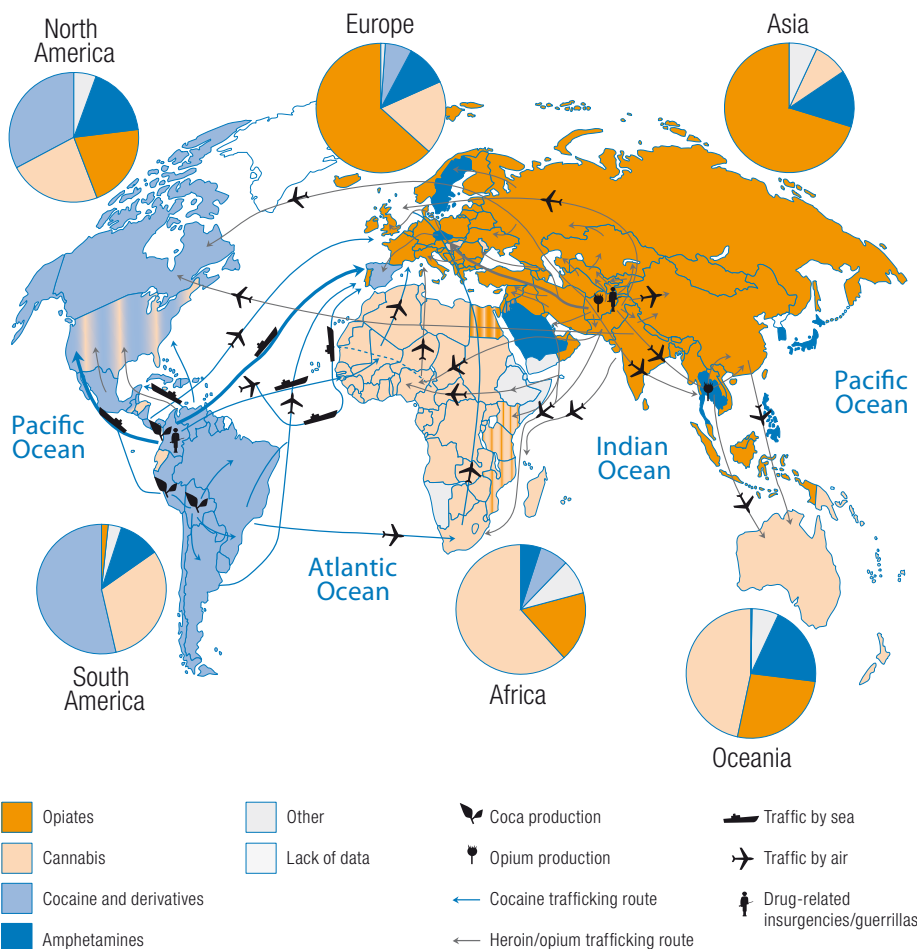 North
America
Europe
Asia
Pacific
Ocean
Pacific
Ocean
Indian
Ocean
Atlantic
Ocean
South
America
Africa
Oceania
Opiates
Cannabis
Cocaine and derivatives
Amphetamines
Other
Lack of data
Coca production
Opium production
Cocaine trafficking route
Heroin/opium trafficking route
Traffic by sea
Traffic by air
Drug-related
insurgencies/guerrillas